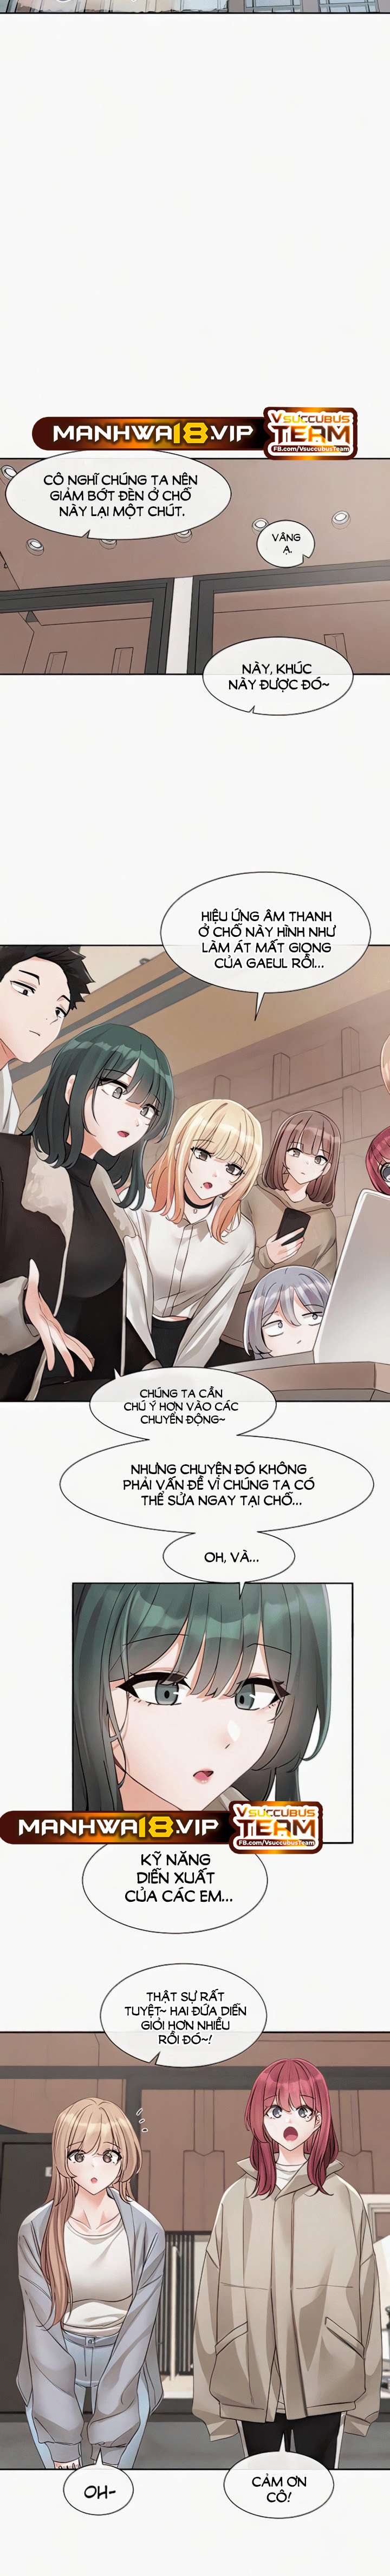 VSUCCUBUS
MANHWA18.VIP TEAM
FB.com/VsuccubusTeam
CÔ NGHĨ CHÚNG TA NÊN
GIẢM BỚT ĐÈN Ở CHỖ
NÀY LẠI MỘT CHÚT.
VÂNG
Ạ.
NÀY, KHÚC
NÀY ĐƯỢC ĐÓ~
HIỆU ỨNG ÂM THANH
Ở CHỖ NÀY HÌNH NHƯ
LÀM ÁT MẤT GIỌNG
CỦA GAEUL RỒI...
CHÚNG TA CẦN
CHÚ Ý HƠN VÀO CÁC
CHUYỂN ĐỘNG~
NHƯNG CHUYỆN ĐÓ KHÔNG
PHẢI VẤN ĐỀ VÌ CHÚNG TA CÓ
THỂ SỬA NGAY TẠI CHỖ...
OH, VÀ...
VSUCCUBUS
MANHWA18.VIP TEAM
FB.com/VsuccubusTeam
KỸ NĂNG
DIỄN XUẤT
CỦA CÁC EM...
THẬT SỰ RẤT
TUYỆT~ HAI ĐỨA DIỄN
GIỎI HƠN NHIỀU
RỒI ĐÓ~!
OH-
CẢM ƠN
CÔ!